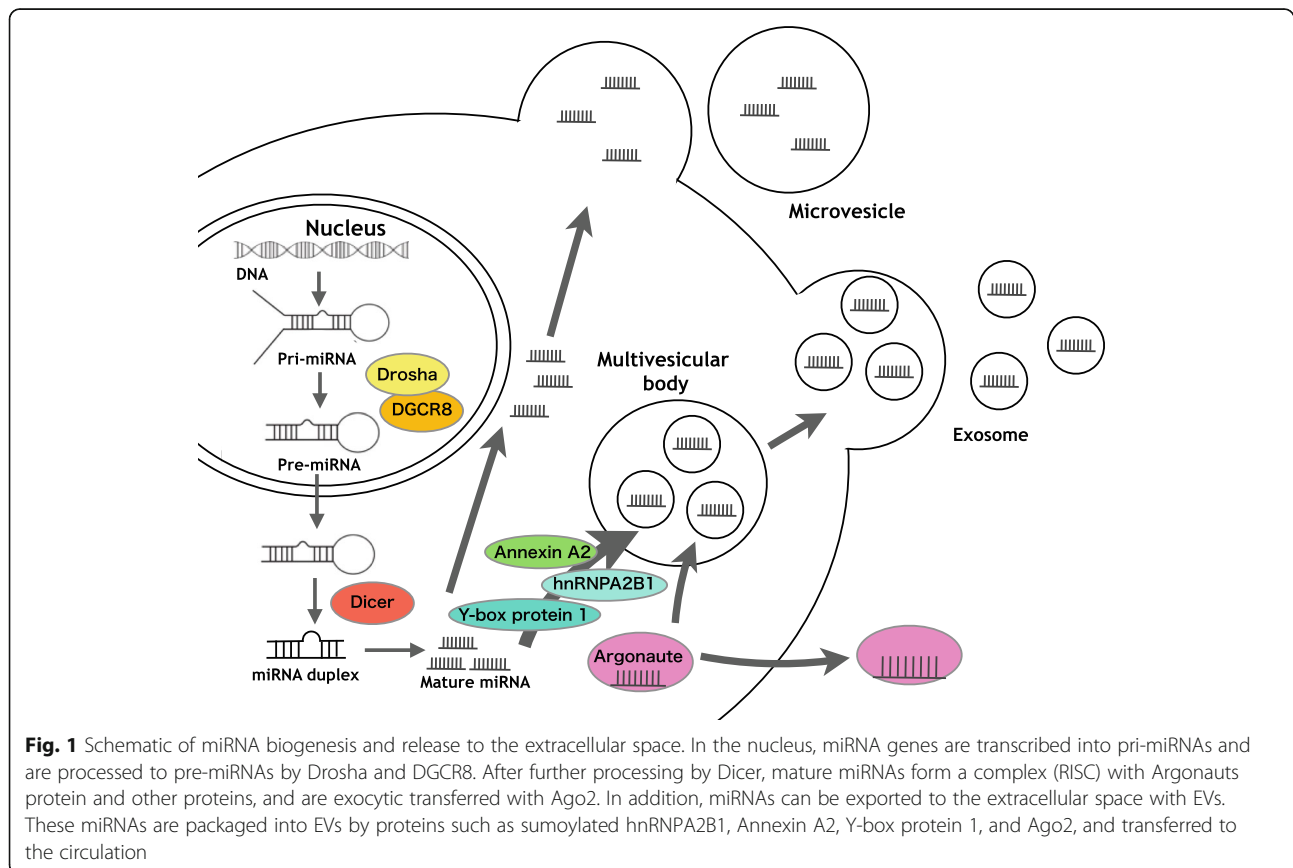 Nucleus
DNA
Pri-miRNA
Drosha
DGCR8
Pre-miRNA
Dicer
miRNA duplex
Mature miRNA
Microvesicle
Multivesicular
body
Exosome
Annexin A2
hnRNPA2B1
Y-box protein 1
Argonaute
Fig. 1 Schematic of miRNA biogenesis and release to the extracellular space. In the nucleus, miRNA genes are transcribed into pri-miRNAs and
are processed to pre-miRNAs by Drosha and DGCR8. After further processing by Dicer, mature miRNAs form a complex (RISC) with Argonauts
protein and other proteins, and are exocytic transferred with Ago2. In addition, miRNAs can be exported to the extracellular space with EVs.
These miRNAs are packaged into EVs by proteins such as sumoylated hnRNPA2B1, Annexin A2, Y-box protein 1, and Ago2, and transferred to
the circulation